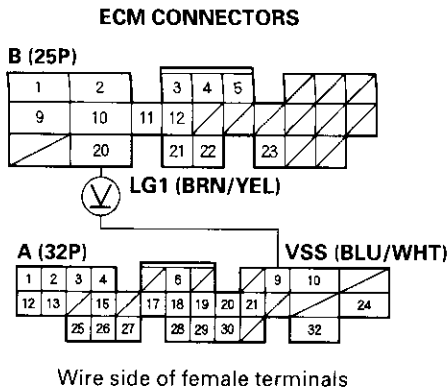 ECM CONNECTORS
B (25P)
1 2 3 4 5
9 10 11 12
20 21 22 23
V
LG1 (BRN/YEL)
A (32P) VSS (BLU/WHT)
1 2 3 4 6 9 10
12 13 15 17 18 19 20 21 24
25 26 27 28 29 30 32
Wire side of female terminals